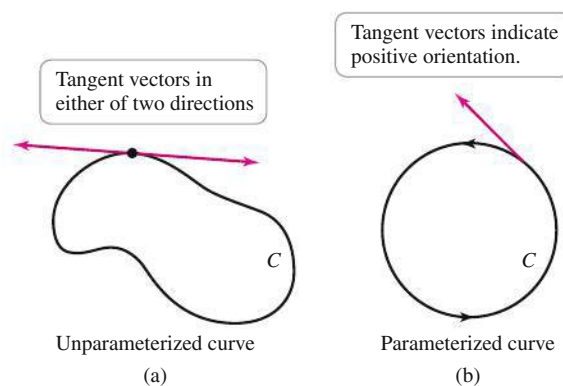 Tangent vectors in
either of two directions
C
Unparameterized curve
(a)
Tangent vectors indicate
positive orientation.
C
Parameterized curve
(b)